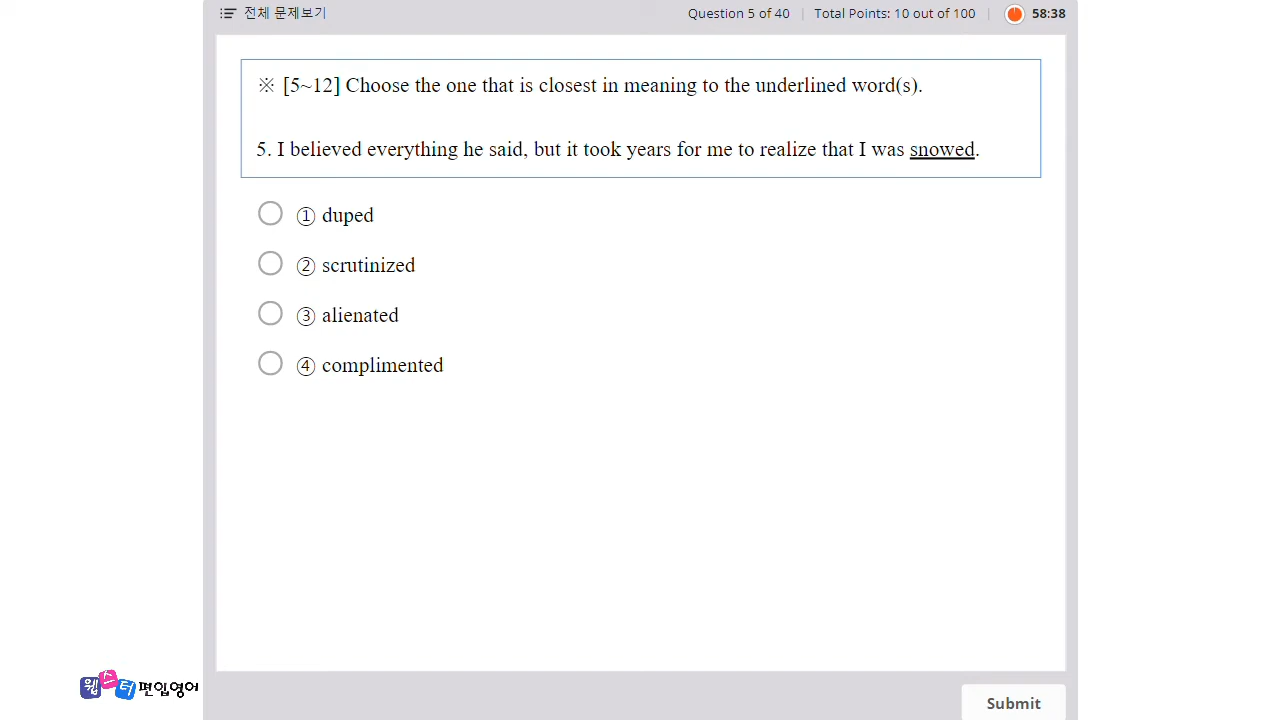 전체 문제보기
Question 5 of 40
Total Points: 10 out of 100
58:38
※ [5~12] Choose the one that is closest in meaning to the underlined word(s).
5. I believed everything he said, but it took years for me to realize that I was snowed.
① duped
② scrutinized
③ alienated
④ complimented
웹스터 편입영어
Submit